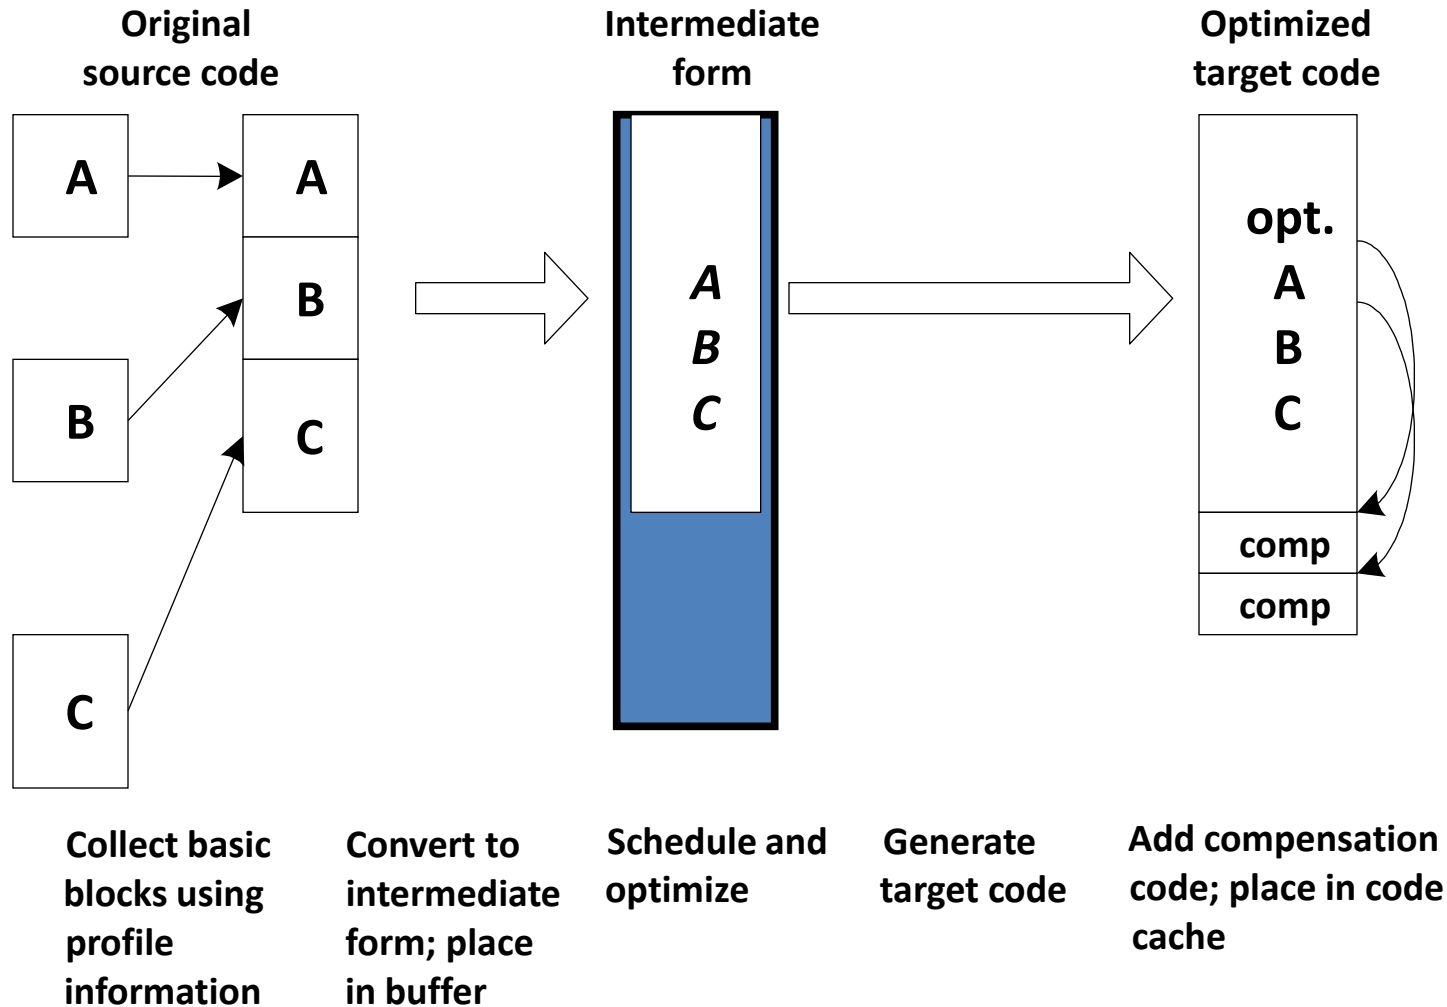 Original
source code
Intermediate
form
Optimized
target code
A
B
C
A
B
C
A
B
C
opt.
A
B
C
comp
comp
Collect basic
blocks using
profile
information
Convert to
intermediate
form; place
in buffer
Schedule and
optimize
Generate
target code
Add compensation
code; place in code
cache